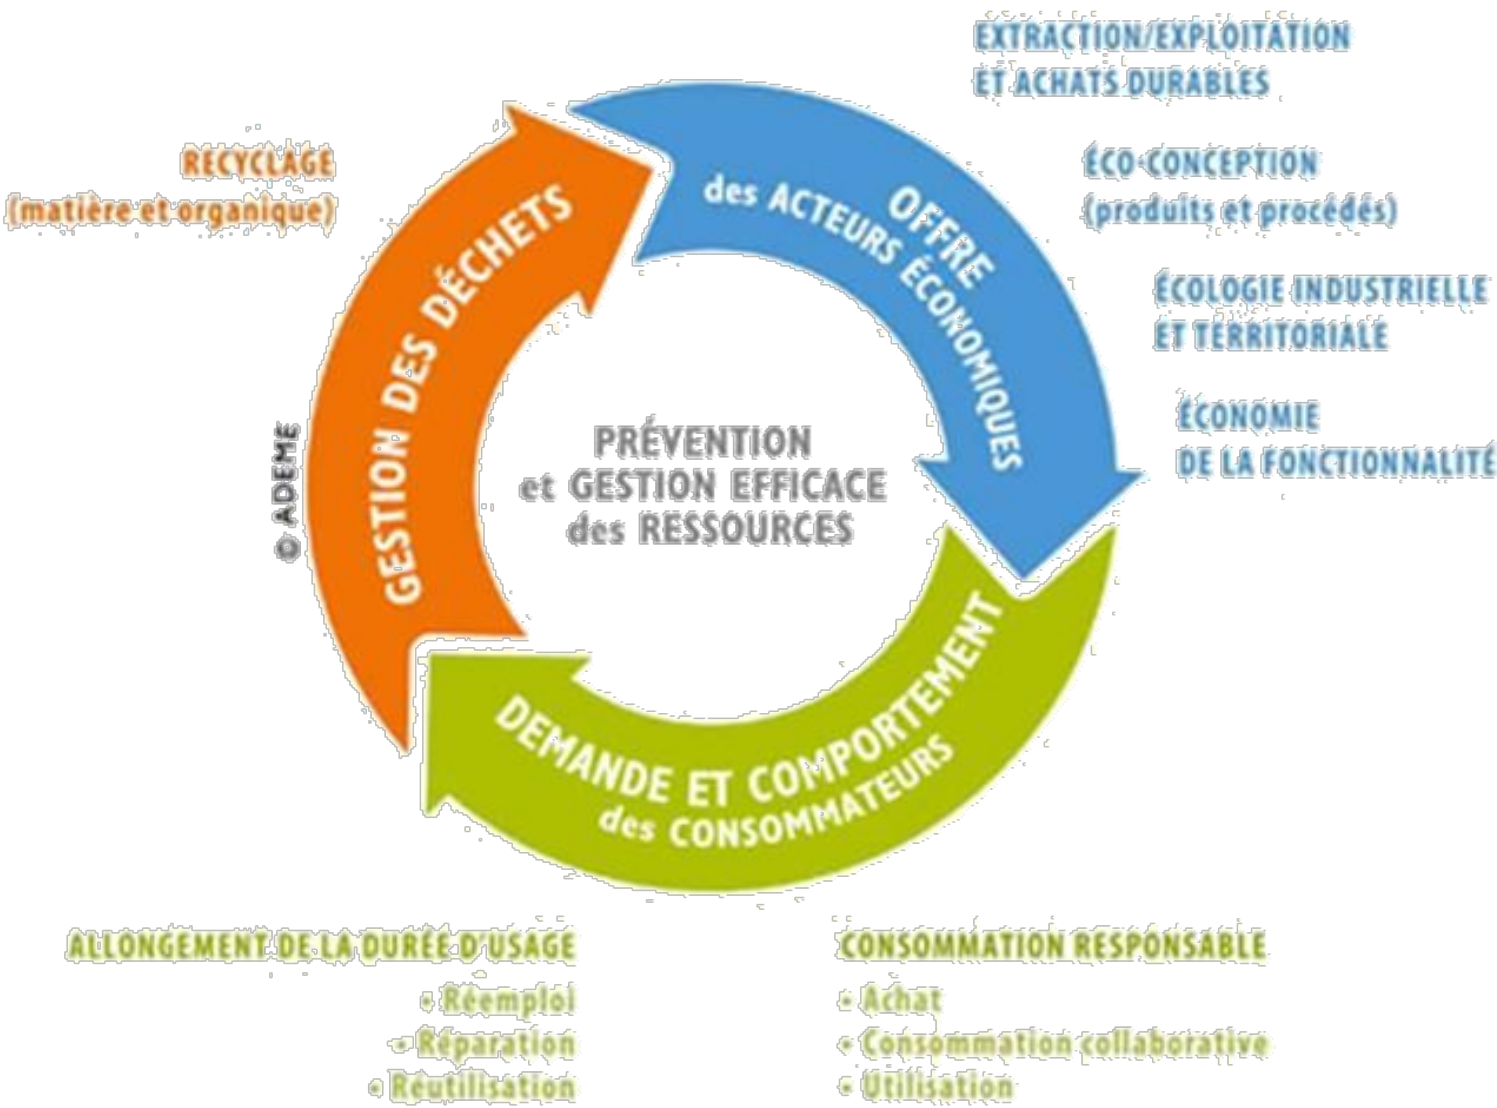 EXTRACTION/EXPLOITATION
ET ACHATS DURABLES
ÉCO-CONCEPTION
(produits et procédés)
ÉCOLOGIE INDUSTRIELLE
ET TERRITORIALE
ÉCONOMIE
DE LA FONCTIONNALITÉ
RECYCLAGE
(matière et organique)
OFFRE
des ACTEURS ÉCONOMIQUES
GESTION DES DÉCHETS
PRÉVENTION
et GESTION EFFICACE
des RESSOURCES
© ADEME
DEMANDE ET COMPORTEMENT
des CONSOMMATEURS
ALLONGEMENT DE LA DURÉE D'USAGE
• Réemploi
• Réparation
• Réutilisation
CONSOMMATION RESPONSABLE
• Achat
• Consommation collaborative
• Utilisation